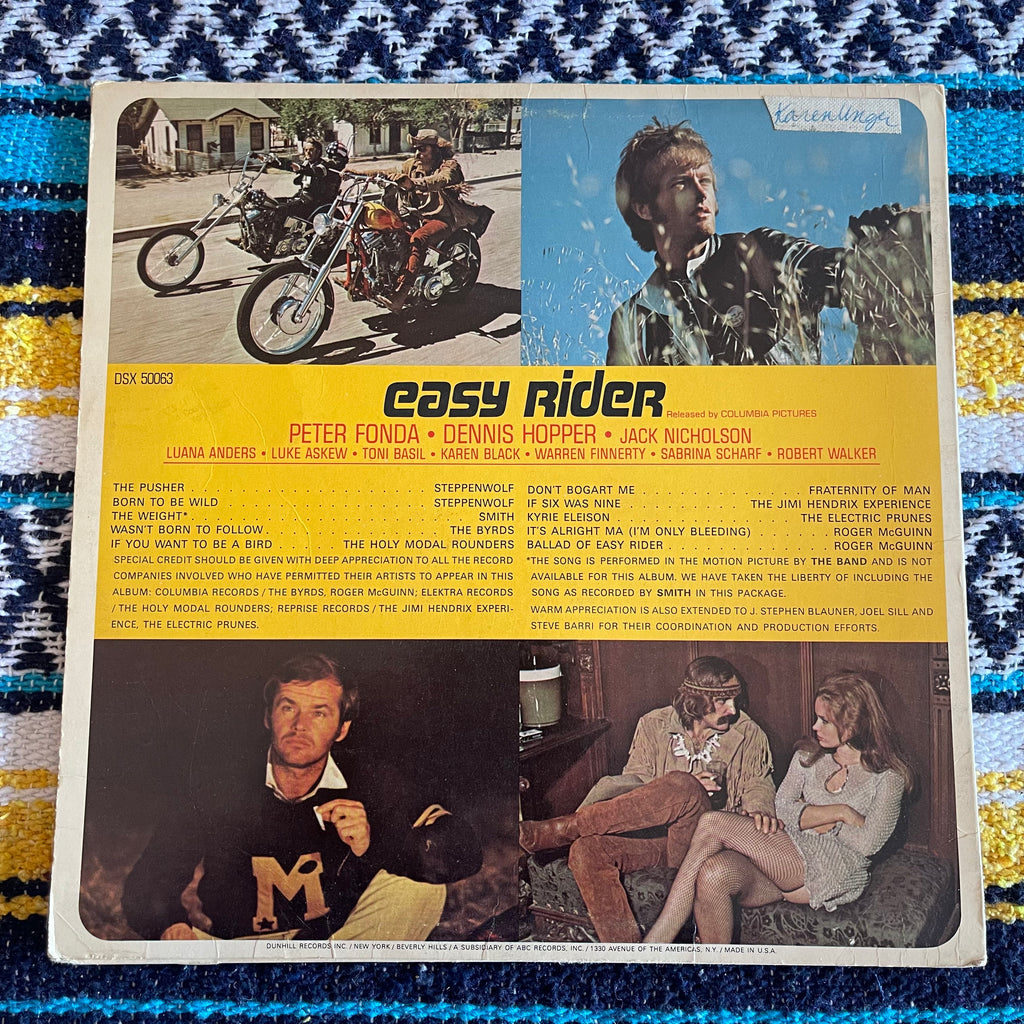 Karen Unger
DSX 50063
easy Rider
Released by COLUMBIA PICTURES
PETER FONDA • DENNIS HOPPER • JACK NICHOLSON
LUANA ANDERS • LUKE ASKEW • TONI BASIL • KAREN BLACK • WARREN FINNERTY • SABRINA SCHARF • ROBERT WALKER
THE PUSHER . . . . . . . . . . . . . . . . . . . . . . STEPPENWOLF
BORN TO BE WILD . . . . . . . . . . . . . . . . . . . STEPPENWOLF
THE WEIGHT* . . . . . . . . . . . . . . . . . . . . . . . . . . SMITH
WASN'T BORN TO FOLLOW . . . . . . . . . . . . . . . THE BYRDS
IF YOU WANT TO BE A BIRD . . . . . . THE HOLY MODAL ROUNDERS
SPECIAL CREDIT SHOULD BE GIVEN WITH DEEP APPRECIATION TO ALL THE RECORD
COMPANIES INVOLVED WHO HAVE PERMITTED THEIR ARTISTS TO APPEAR IN THIS
ALBUM: COLUMBIA RECORDS / THE BYRDS, ROGER McGUINN; ELEKTRA RECORDS
/ THE HOLY MODAL ROUNDERS; REPRISE RECORDS / THE JIMI HENDRIX EXPERI-
ENCE, THE ELECTRIC PRUNES.
DON'T BOGART ME . . . . . . . . . . . . . . FRATERNITY OF MAN
IF SIX WAS NINE . . . . . . . . . . . THE JIMI HENDRIX EXPERIENCE
KYRIE ELEISON . . . . . . . . . . . . . . . . THE ELECTRIC PRUNES
IT'S ALRIGHT MA (I'M ONLY BLEEDING) . . . . . . . ROGER McGUINN
BALLAD OF EASY RIDER . . . . . . . . . . . . . . . ROGER McGUINN
*THE SONG IS PERFORMED IN THE MOTION PICTURE BY THE BAND AND IS NOT
AVAILABLE FOR THIS ALBUM. WE HAVE TAKEN THE LIBERTY OF INCLUDING THE
SONG AS RECORDED BY SMITH IN THIS PACKAGE.
WARM APPRECIATION IS ALSO EXTENDED TO J. STEPHEN BLAUNER, JOEL SILL AND
STEVE BARRI FOR THEIR COORDINATION AND PRODUCTION EFFORTS.
M
DUNHILL RECORDS INC. / NEW YORK / BEVERLY HILLS / A SUBSIDIARY OF ABC RECORDS, INC. / 1330 AVENUE OF THE AMERICAS, N.Y. / MADE IN U.S.A.